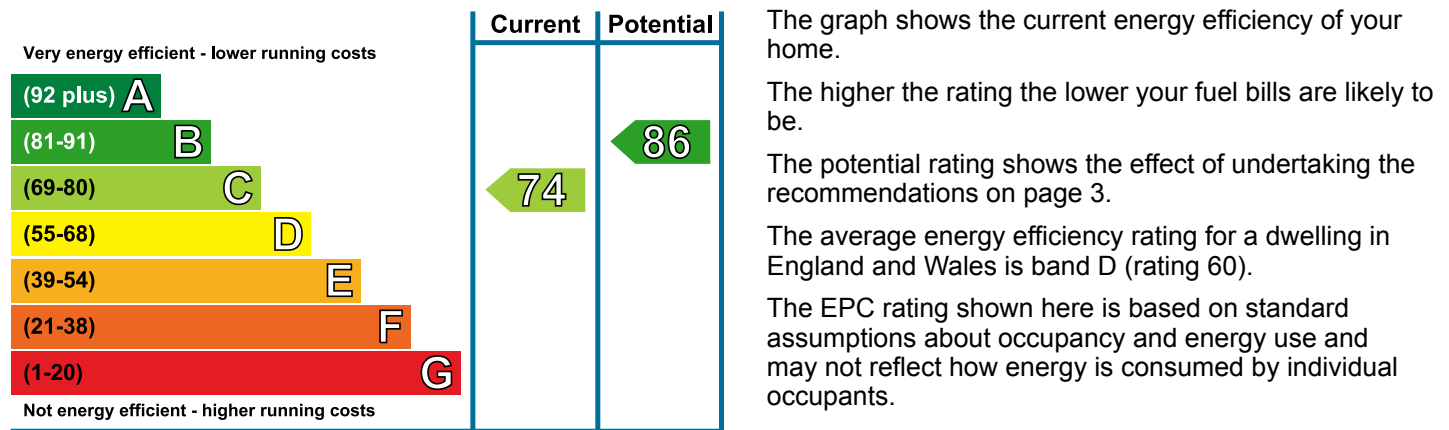 Current Potential
Very energy efficient - lower running costs
(92 plus) A
(81-91) B
86
(69-80) C
74
(55-68) D
(39-54) E
(21-38) F
(1-20) G
Not energy efficient - higher running costs
The graph shows the current energy efficiency of your
home.
The higher the rating the lower your fuel bills are likely to
be.
The potential rating shows the effect of undertaking the
recommendations on page 3.
The average energy efficiency rating for a dwelling in
England and Wales is band D (rating 60).
The EPC rating shown here is based on standard
assumptions about occupancy and energy use and
may not reflect how energy is consumed by individual
occupants.